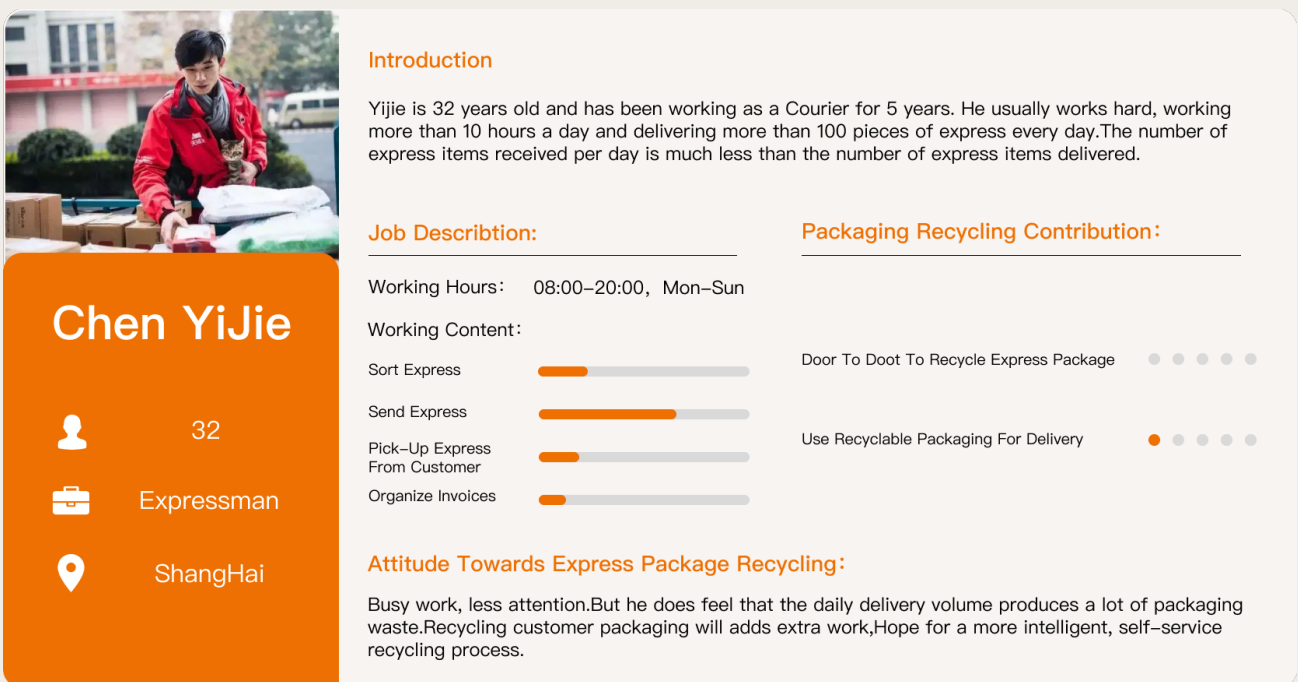 Introduction
Yijie is 32 years old and has been working as a Courier for 5 years. He usually works hard, working
more than 10 hours a day and delivering more than 100 pieces of express every day.The number of
express items received per day is much less than the number of express items delivered.
Chen YiJie
32
Expressman
ShangHai
Job Describtion:
Working Hours: 08:00-20:00, Mon-Sun
Working Content:
Sort Express
Send Express
Pick-Up Express
From Customer
Organize Invoices
Packaging Recycling Contribution:
Door To Doot To Recycle Express Package
Use Recyclable Packaging For Delivery
Attitude Towards Express Package Recycling:
Busy work, less attention.But he does feel that the daily delivery volume produces a lot of packaging
waste.Recycling customer packaging will adds extra work,Hope for a more intelligent, self-service
recycling process.